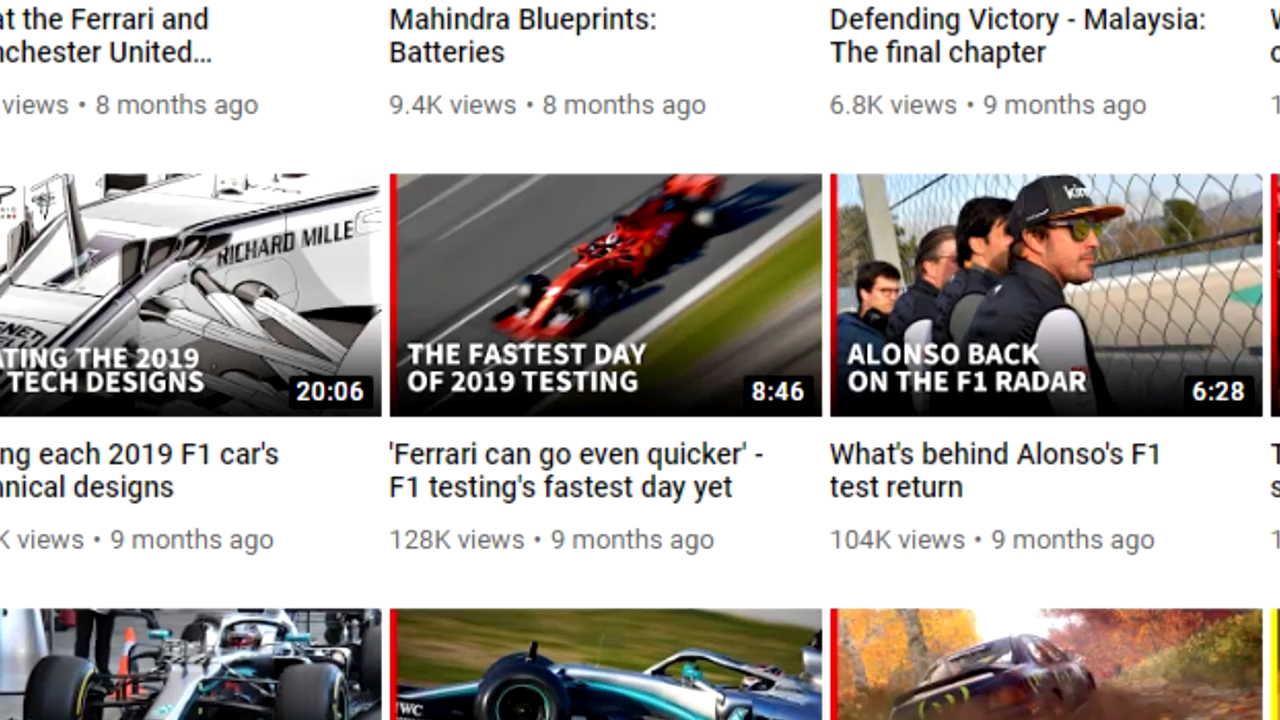 at the Ferrari and
nchester United...
views • 8 months ago
Mahindra Blueprints:
Batteries
9.4K views • 8 months ago
Defending Victory - Malaysia:
The final chapter
6.8K views • 9 months ago
RICHARD MILLE
ATING THE 2019
TECH DESIGNS
20:06
THE FASTEST DAY
OF 2019 TESTING
8:46
kim
ALONSO BACK
ON THE F1 RADAR
6:28
ng each 2019 F1 car's
nnical designs
K views • 9 months ago
'Ferrari can go even quicker' -
F1 testing's fastest day yet
128K views • 9 months ago
What's behind Alonso's F1
test return
104K views • 9 months ago